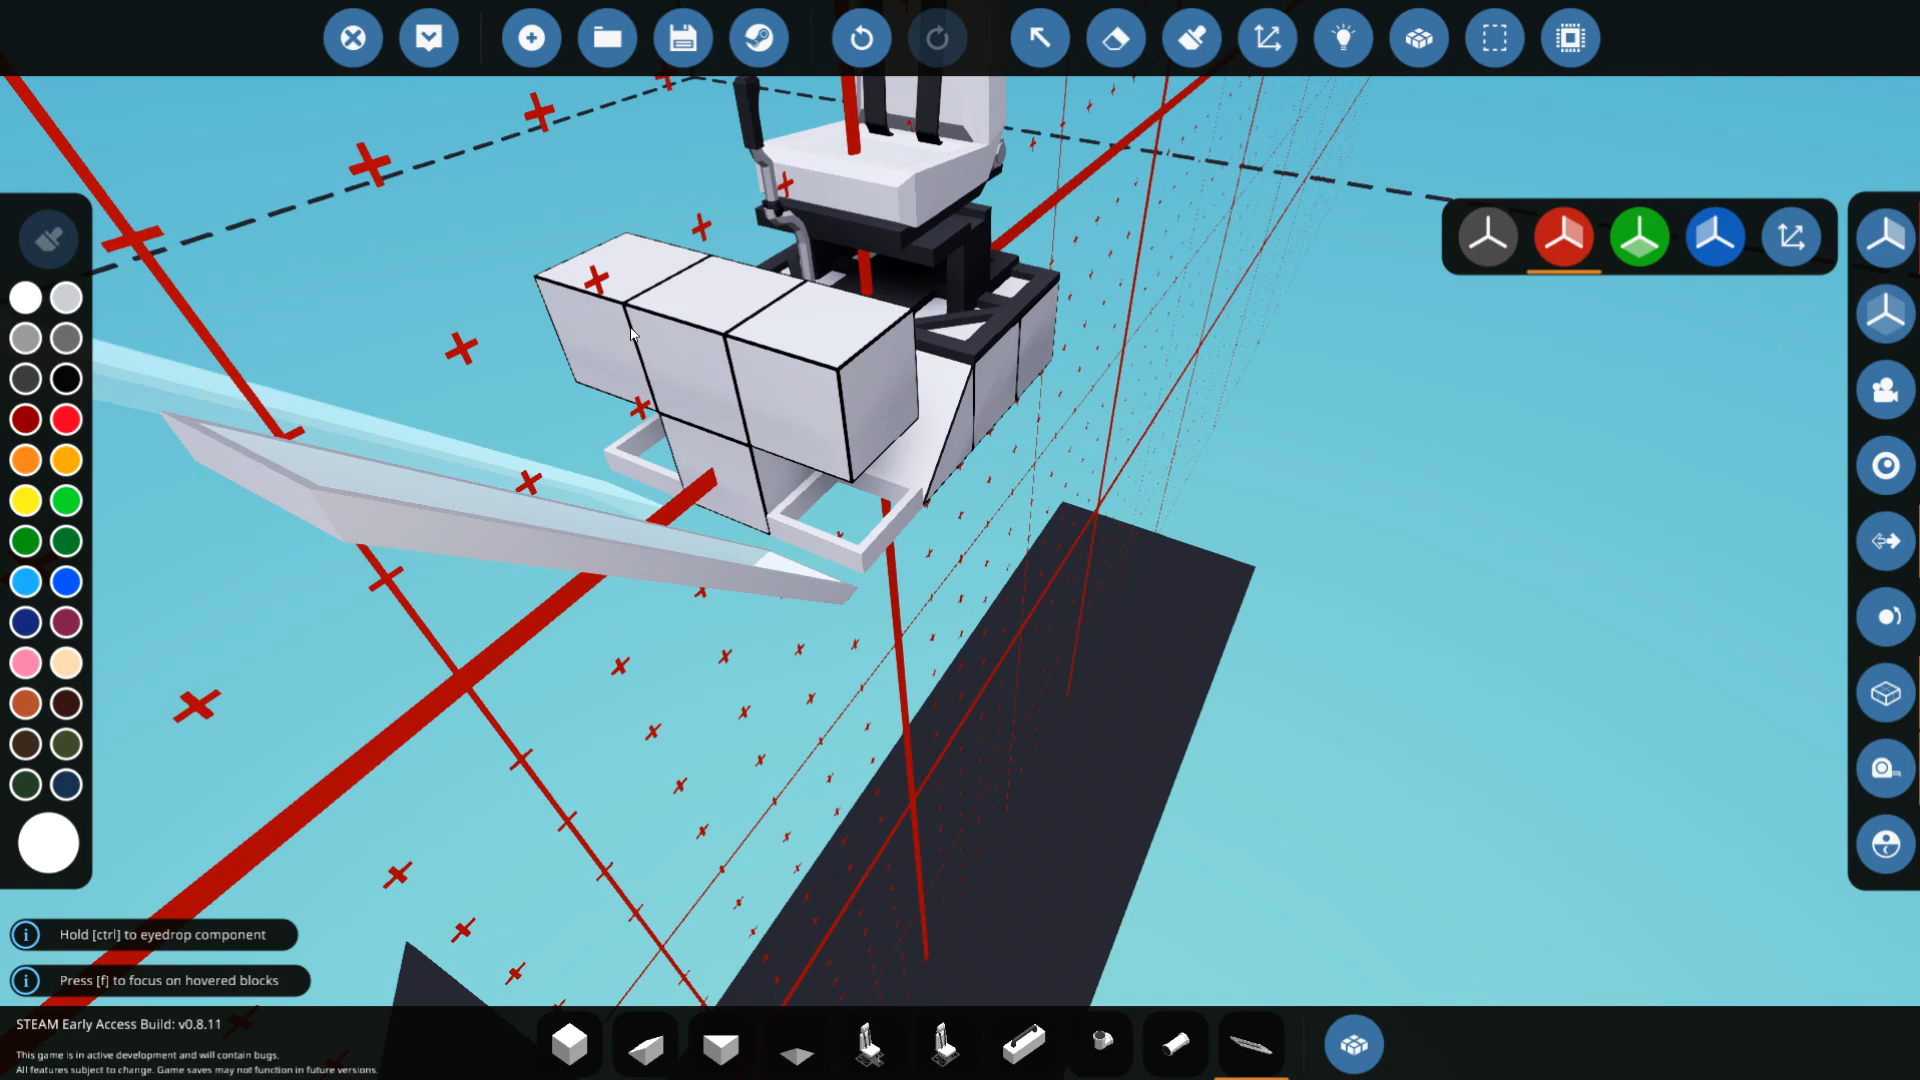 Hold [ctrl] to eyedrop component
Press [f] to focus on hovered blocks
STEAM Early Access Build: v0.8.11
This game is in active development and will contain bugs.
All features subject to change. Game saves may not function in future versions.